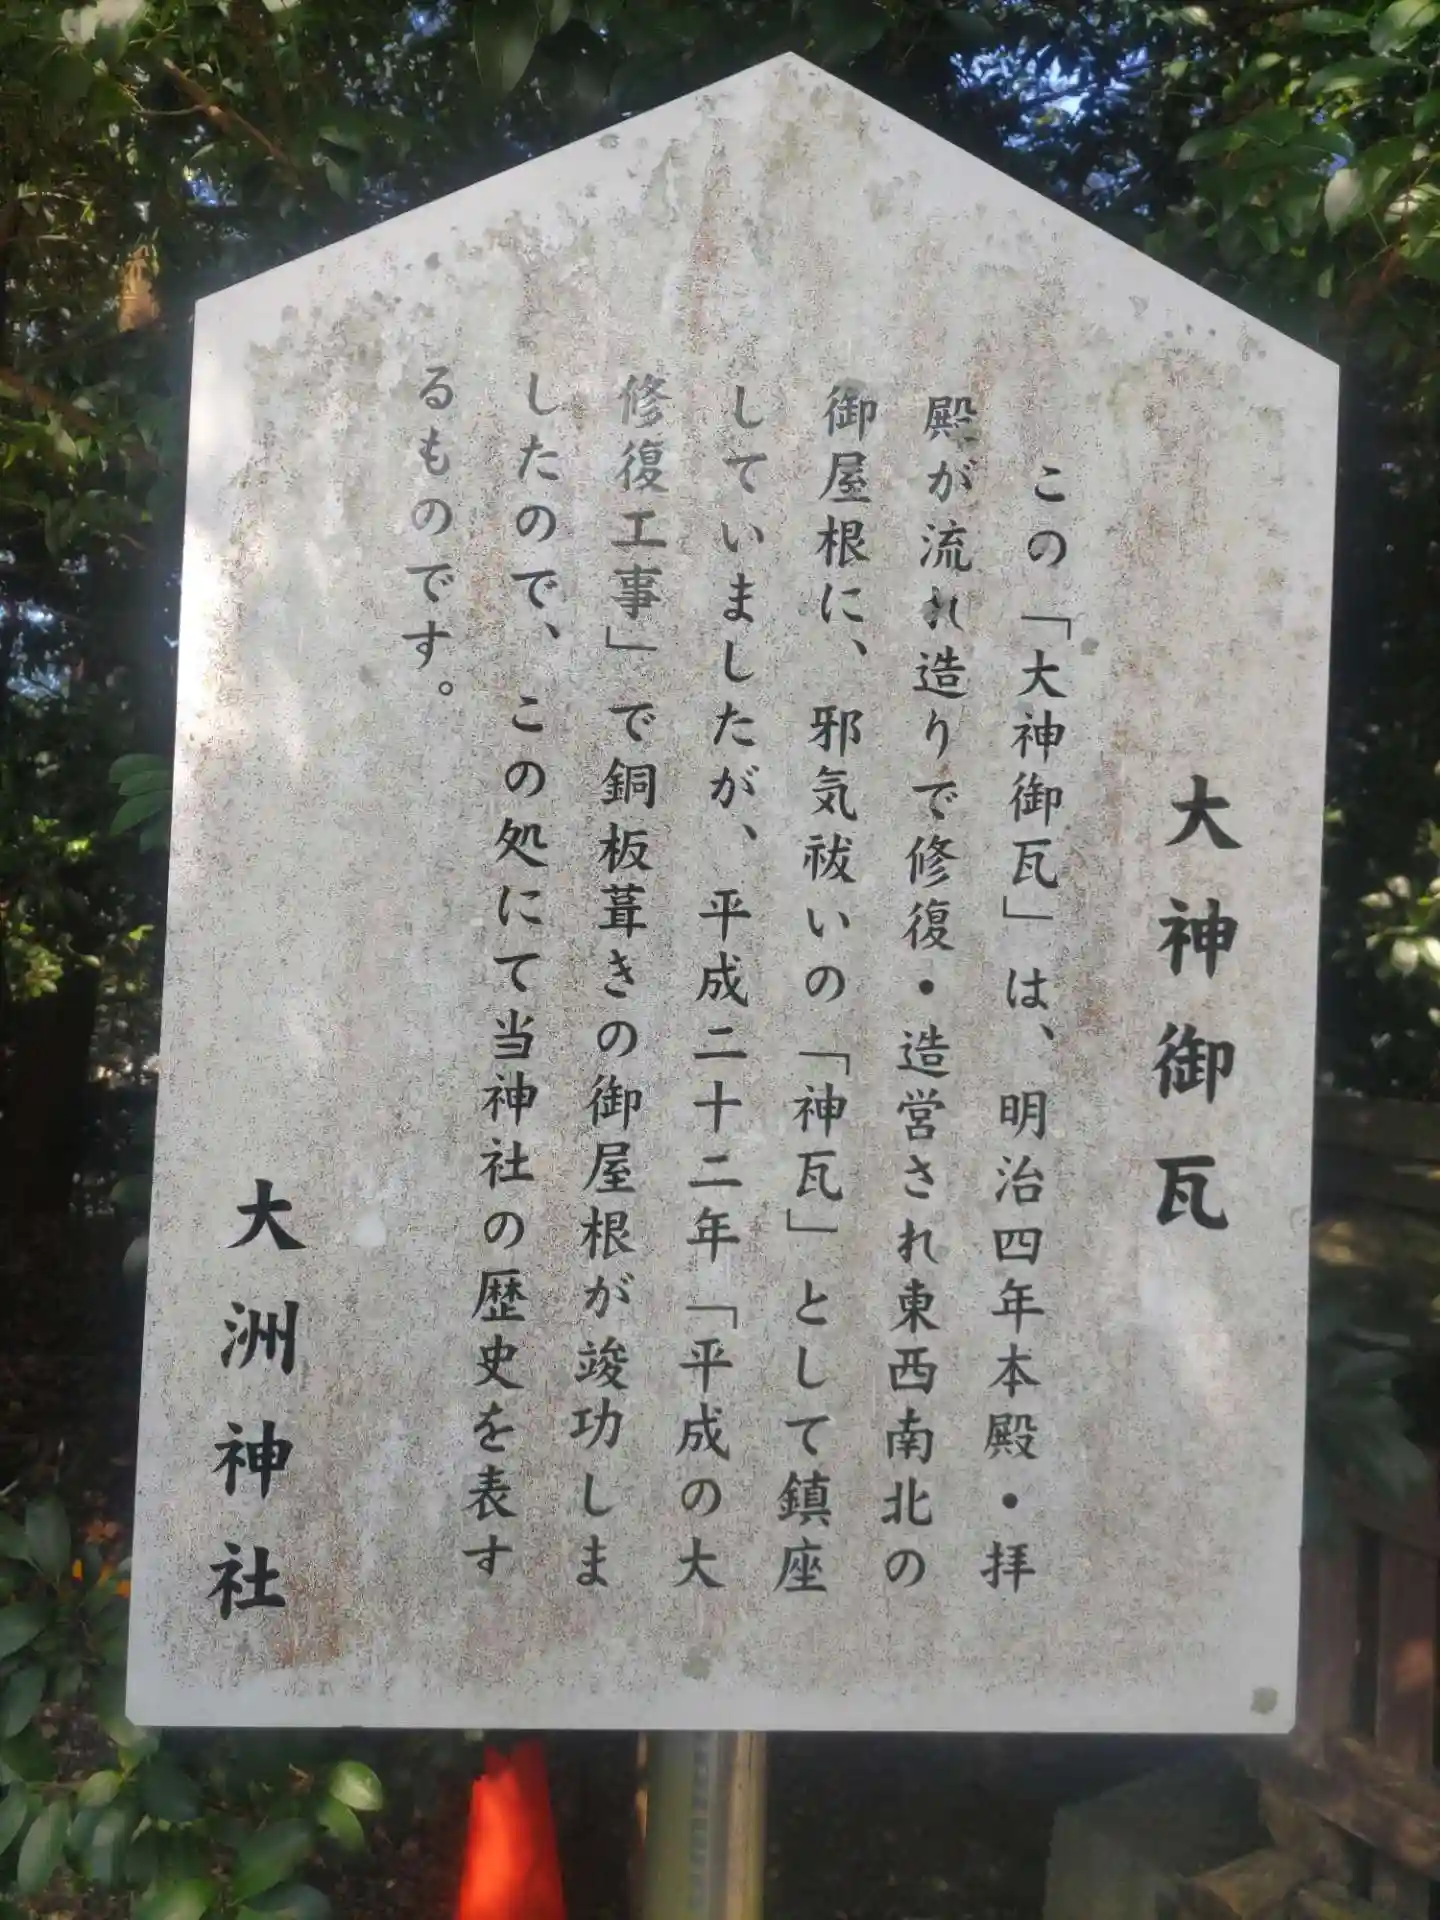 大神御瓦
この「大神御瓦」は、明治四年本殿・拝
殿が流れ造りで修復・造営され東西南北の
御屋根に、邪気祓いの「神瓦」として鎮座
していましたが、平成二十二年「平成の大
修復工事」で銅板葺きの御屋根が竣功しま
したので、この処にて当神社の歴史を表す
るものです。
大洲神社